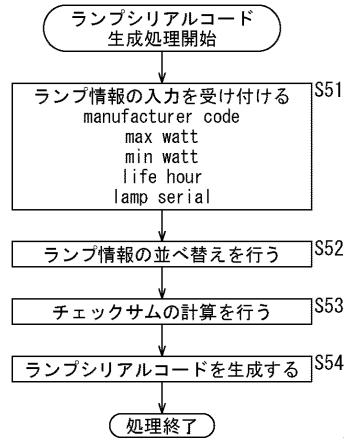 ランプシリアルコード
生成処理開始
S51
ランプ情報の入力を受け付ける
manufacturer code
max watt
min watt
life hour
lamp serial
S52
ランプ情報の並べ替えを行う
S53
チェックサムの計算を行う
S54
ランプシリアルコードを生成する
処理終了